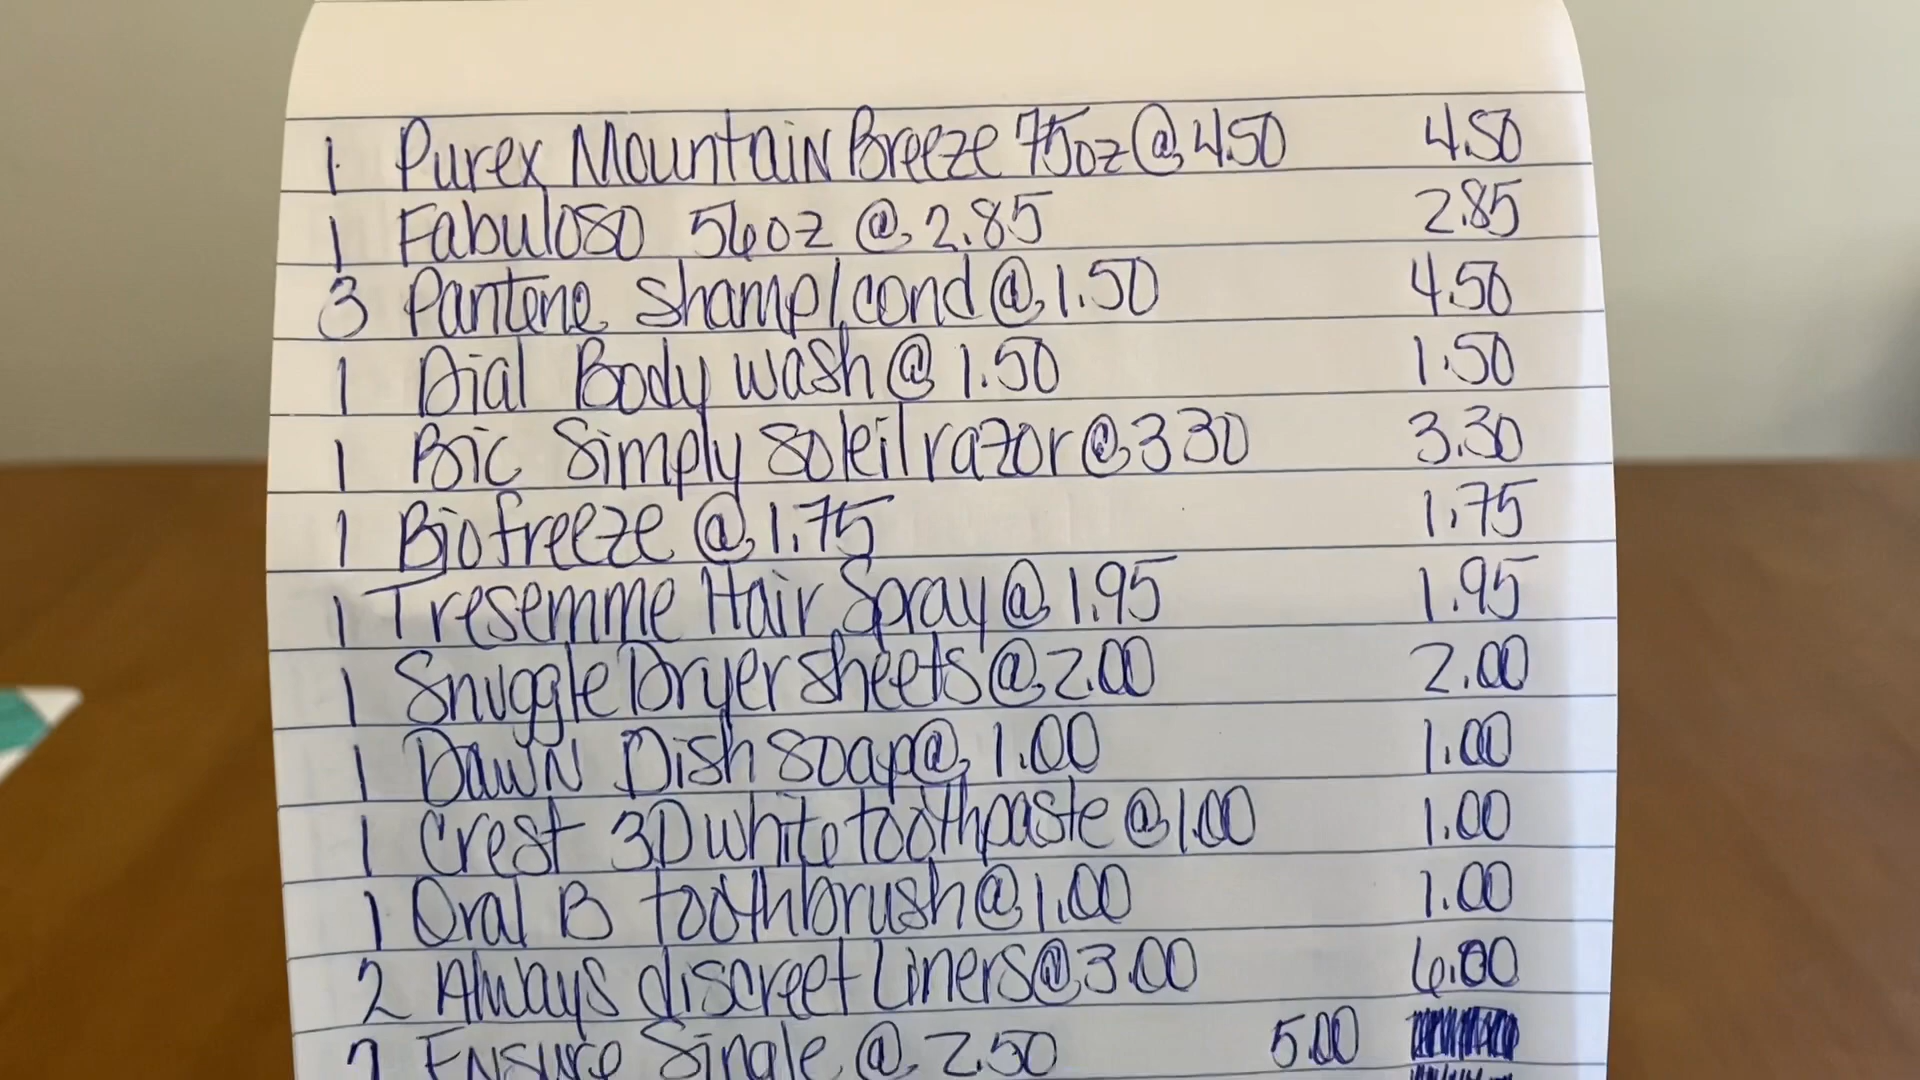 1 Purex Mountain Breeze 75oz @ 4.50 4.50
1 Fabuloso 56oz @ 2.85 2.85
3 Pantene shamp/cond @ 1.50 4.50
1 Dial Body wash @ 1.50 1.50
1 Bic Simply Soleil razor @ 3.30 3.30
1 Biofreeze @ 1.75 1.75
1 Tresemme Hair Spray @ 1.95 1.95
1 Snuggle Dryer sheets @ 2.00 2.00
1 Dawn Dish soap @ 1.00 1.00
1 Crest 3D white toothpaste @ 1.00 1.00
1 Oral B toothbrush @ 1.00 1.00
2 Always discreet Liners @ 3.00 6.00
2 Ensure Single @ 2.50 5.00